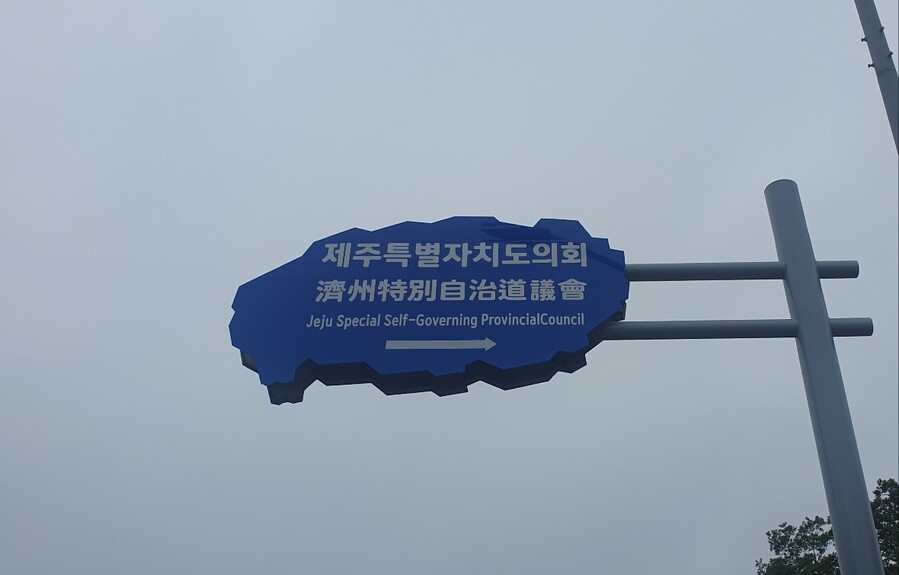 제주특별자치도의회
濟州特別自治道議會
Jeju Special Self-Governing ProvincialCouncil